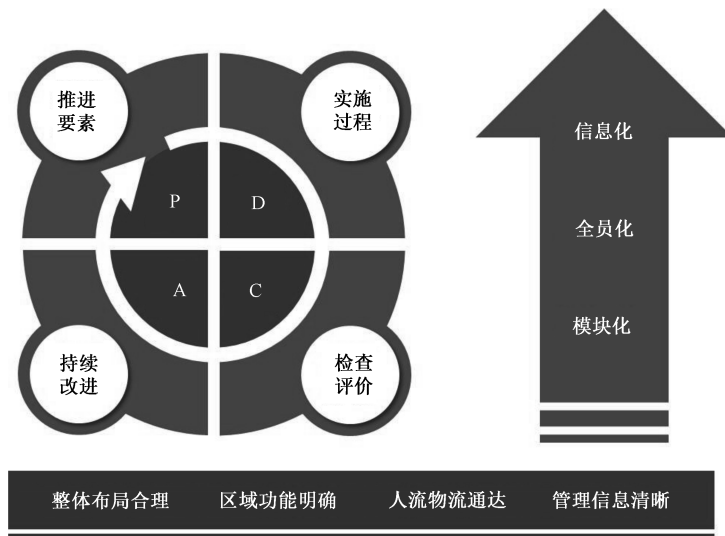 推进
要素
实施
过程
P
D
A
C
持续
改进
检查
评价
信息化
全员化
模块化
整体布局合理 区域功能明确 人流物流通达 管理信息清晰